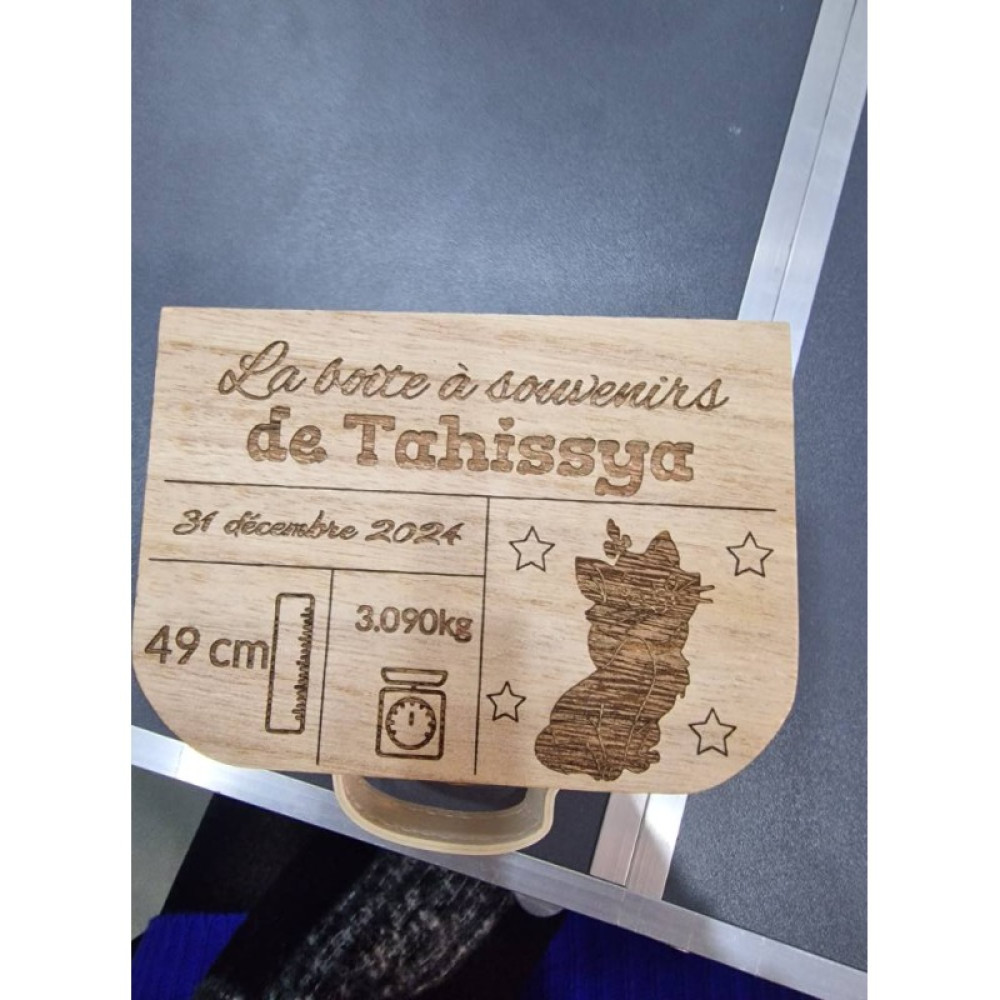 La boîte à souvenirs
de Tahissya
31 décembre 2024
49 cm
3.090kg